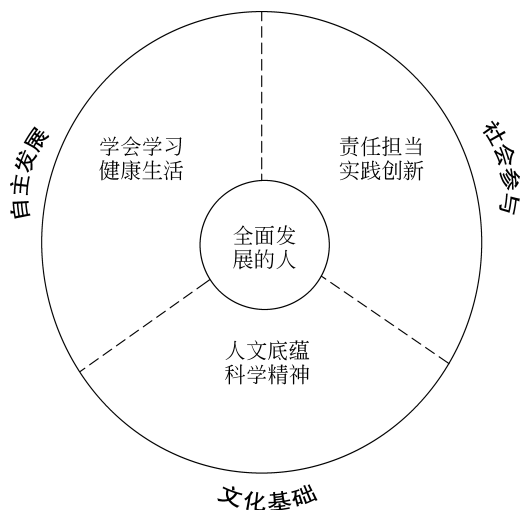 自主发展
社会参与
学会学习
健康生活
责任担当
实践创新
全面发
展的人
人文底蕴
科学精神
文化基础